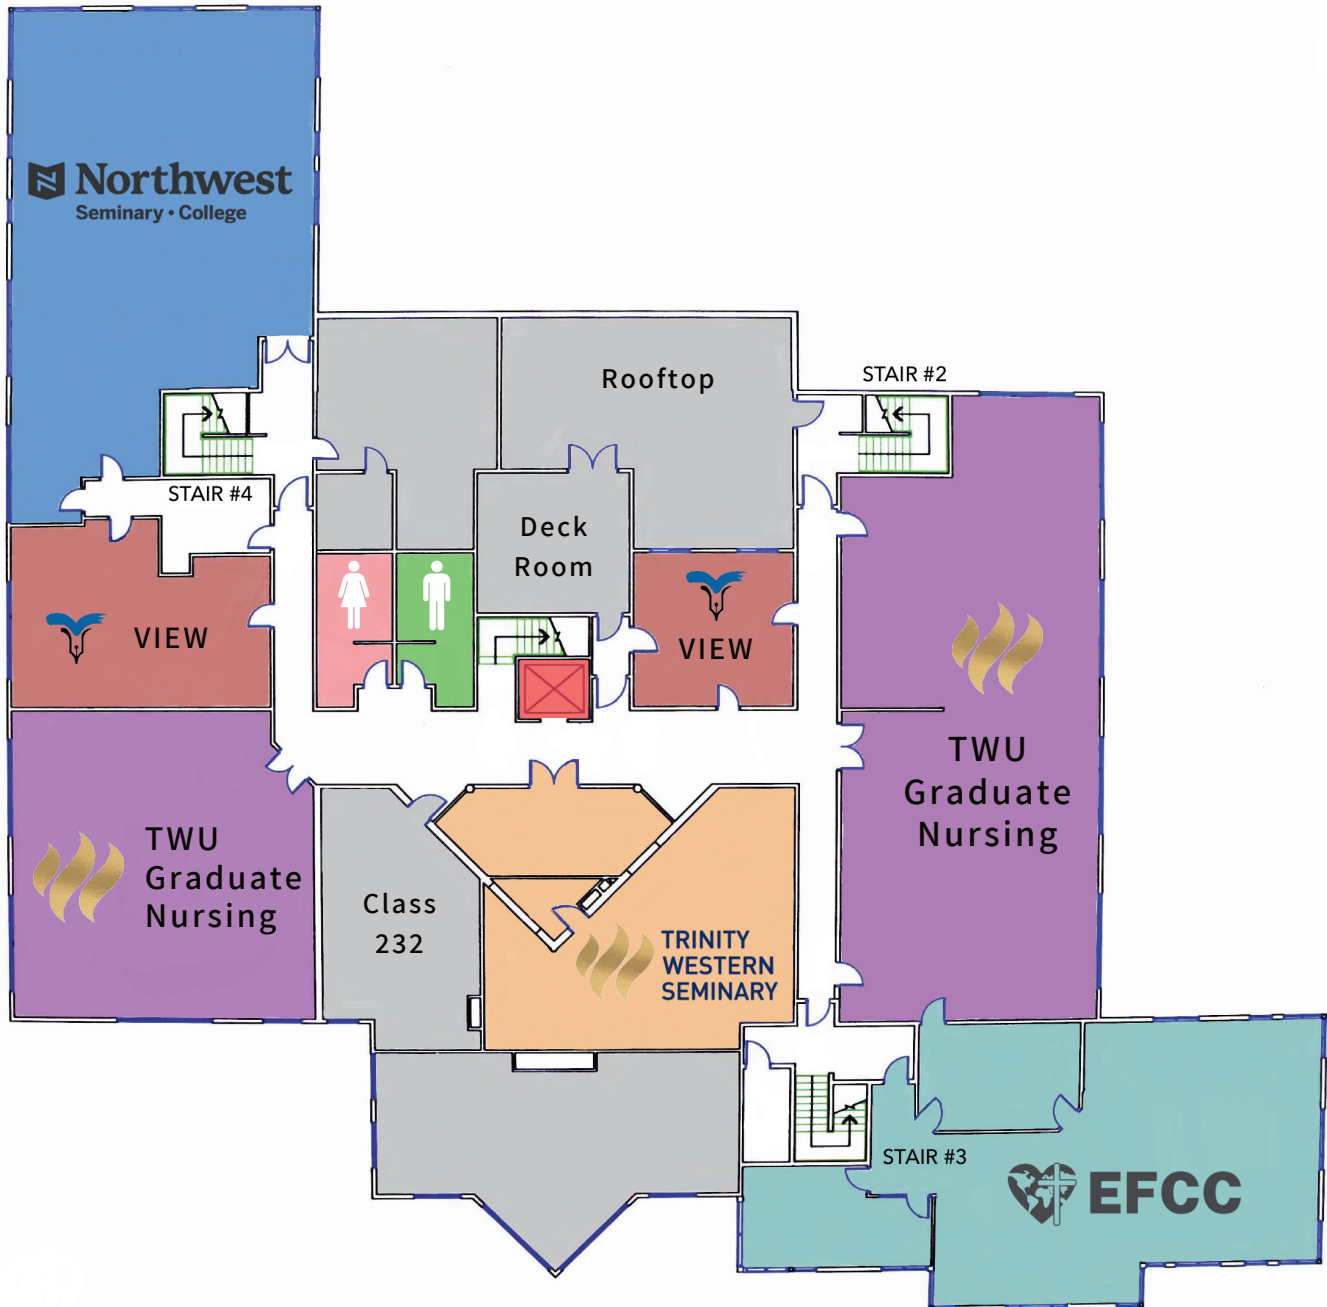 Northwest
Seminary • College
Rooftop
STAIR #2
STAIR #4
Deck
Room
VIEW
VIEW
TWU
Graduate
Nursing
TWU
Graduate
Nursing
Class
232
TRINITY
WESTERN
SEMINARY
STAIR #3
EFCC